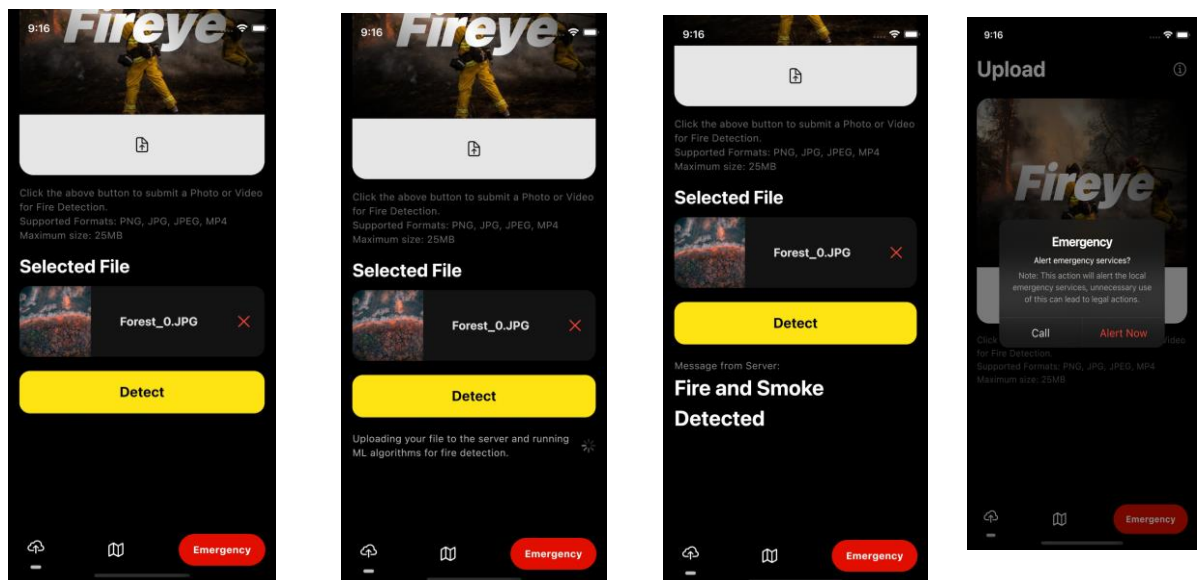 9:16
Fireye
Click the above button to submit a Photo or Video
for Fire Detection.
Supported Formats: PNG, JPG, JPEG, MP4
Maximum size: 25MB
Selected File
Forest_0.JPG
Detect
Emergency
9:16
Fireye
Click the above button to submit a Photo or Video
for Fire Detection.
Supported Formats: PNG, JPG, JPEG, MP4
Maximum size: 25MB
Selected File
Forest_0.JPG
Detect
Uploading your file to the server and running
ML algorithms for fire detection.
Emergency
9:16
Click the above button to submit a Photo or Video
for Fire Detection.
Supported Formats: PNG, JPG, JPEG, MP4
Maximum size: 25MB
Selected File
Forest_0.JPG
Detect
Message from Server:
Fire and Smoke
Detected
Emergency
9:16
Upload
Fireye
Emergency
Alert emergency services?
Note: This action will alert the local
emergency services, unnecessary use
of this can lead to legal actions.
Call
Alert Now
Click
for Fire Detection.
Supported Formats: PNG, JPG, JPEG, MP4
Maximum size: 25MB
Emergency